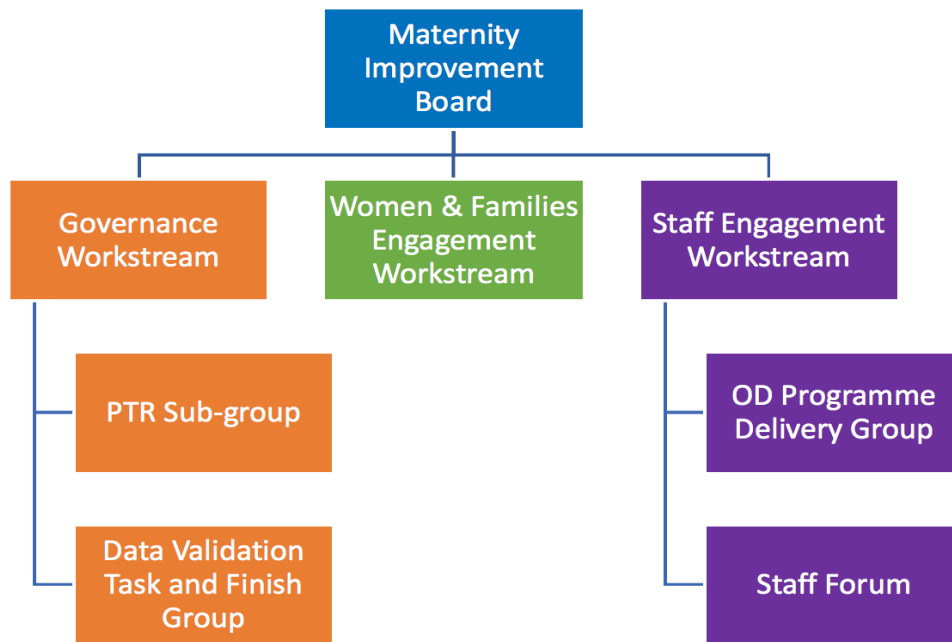 Maternity
Improvement
Board
Governance
Workstream
Women & Families
Engagement
Workstream
Staff Engagement
Workstream
PTR Sub-group
OD Programme
Delivery Group
Data Validation
Task and Finish
Group
Staff Forum